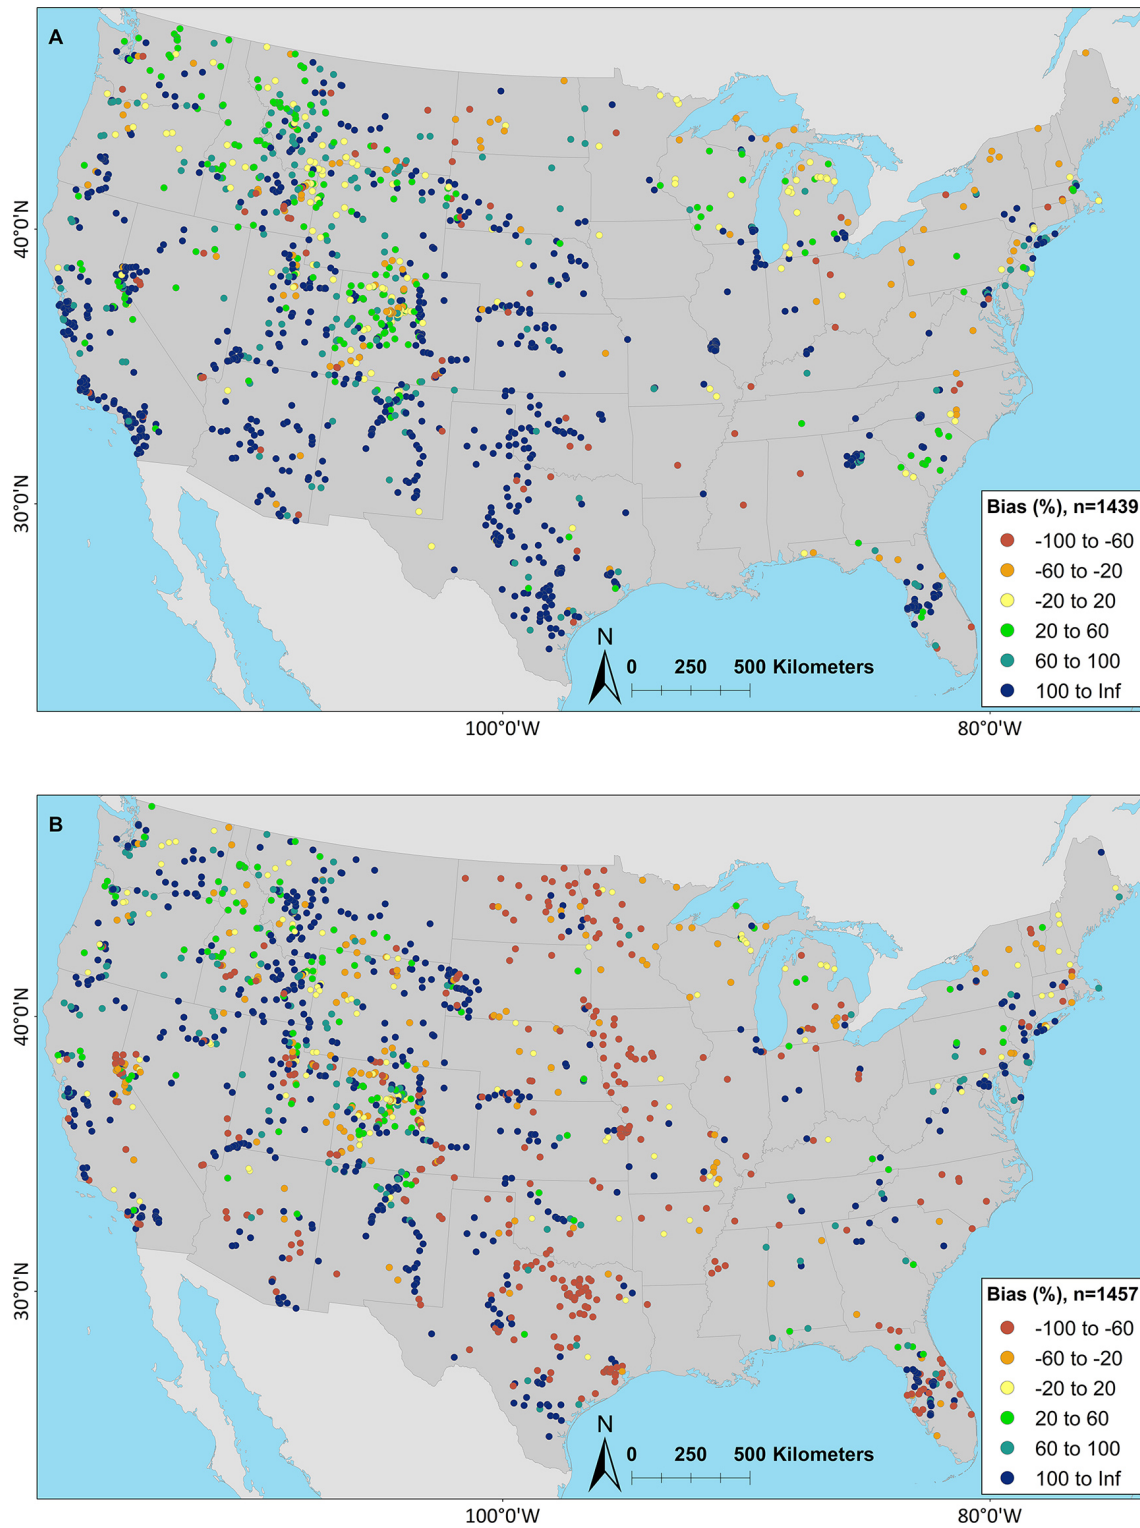 A
40°0'N
30°0'N
N
0 250 500 Kilometers
Bias (%), n=1439
-100 to -60
-60 to -20
-20 to 20
20 to 60
60 to 100
100 to Inf
100°0'W 80°0'W
B
40°0'N
30°0'N
N
0 250 500 Kilometers
Bias (%), n=1457
-100 to -60
-60 to -20
-20 to 20
20 to 60
60 to 100
100 to Inf
100°0'W 80°0'W